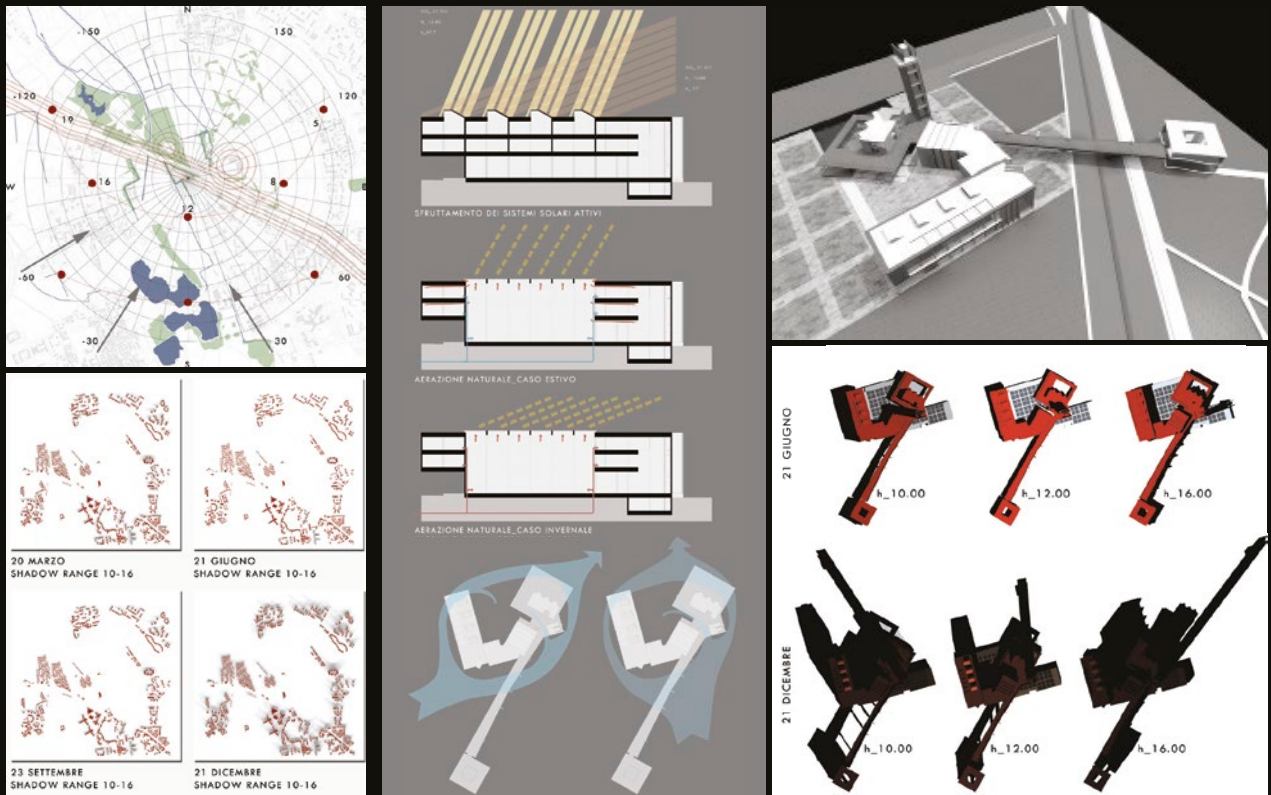 N
-150
150
-120
120
19
5
W
16
8
12
-60
60
-30
30
S
20 MARZO
SHADOW RANGE 10-16
21 GIUGNO
SHADOW RANGE 10-16
23 SETTEMBRE
SHADOW RANGE 10-16
21 DICEMBRE
SHADOW RANGE 10-16
SFRUTTAMENTO DEI SISTEMI SOLARI ATTIVI
AERAZIONE NATURALE_CASO ESTIVO
AERAZIONE NATURALE_CASO INVERNALE
21 GIUGNO
h_10.00
h_12.00
h_16.00
21 DICEMBRE
h_10.00
h_12.00
h_16.00